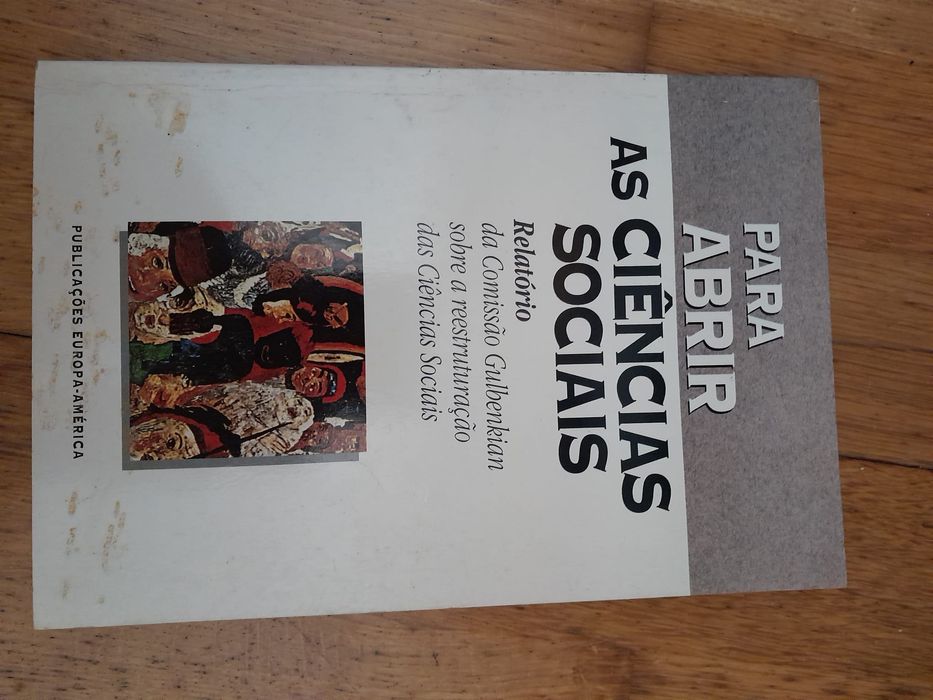 PARA
ABRIR
AS CIÊNCIAS
SOCIAIS
Relatório
da Comissão Gulbenkian
sobre a reestruturação
das Ciências Sociais
PUBLICAÇÕES EUROPA-AMÉRICA